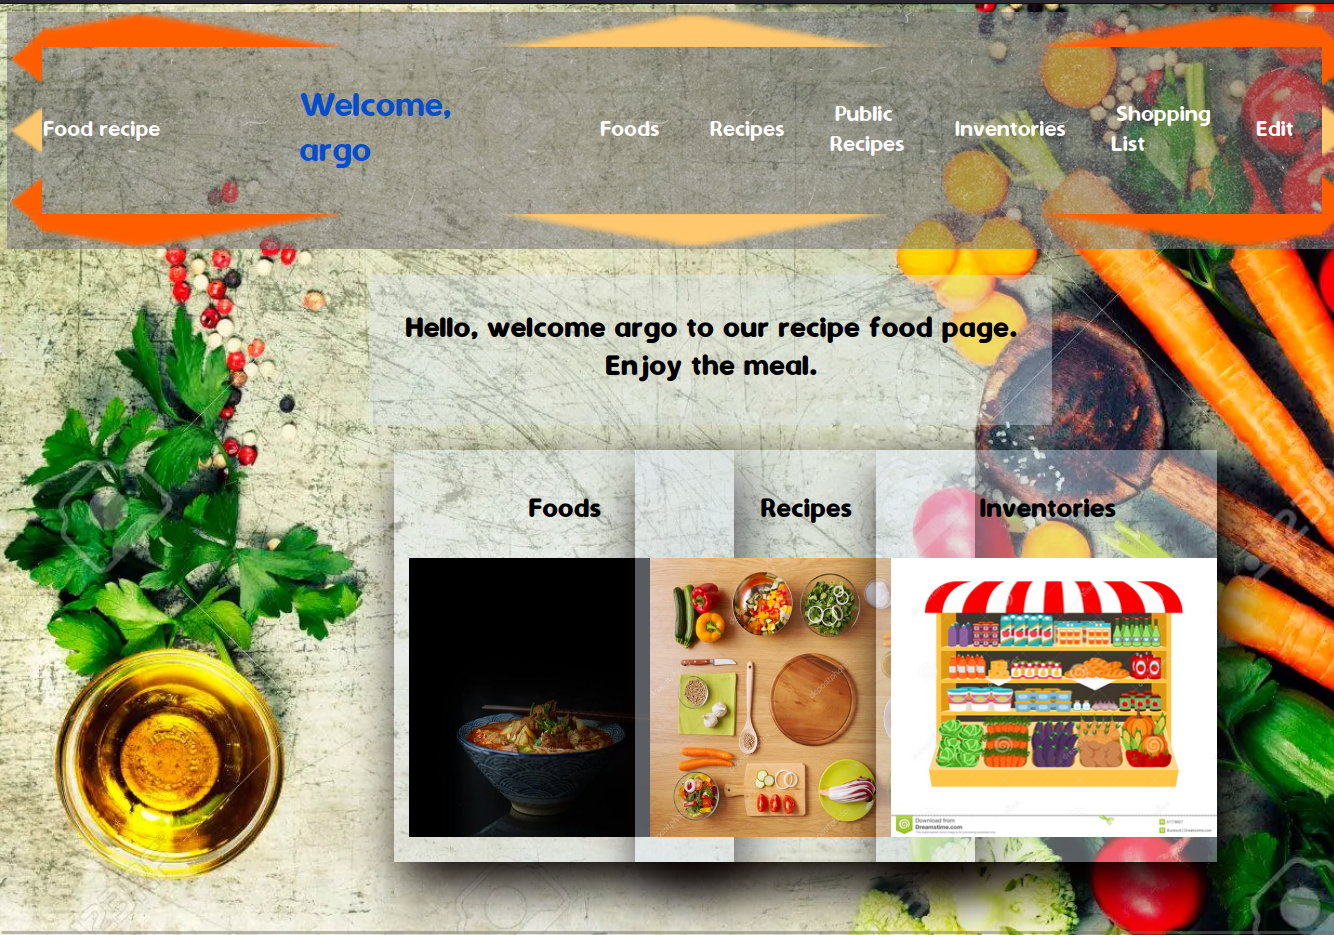 Food recipe
Welcome,
argo
Foods
Recipes
Public
Recipes
Inventories
Shopping
List
Edit
Hello, welcome argo to our recipe food page.
Enjoy the meal.
Foods
Recipes
Inventories
Download from
Dreamstime.com